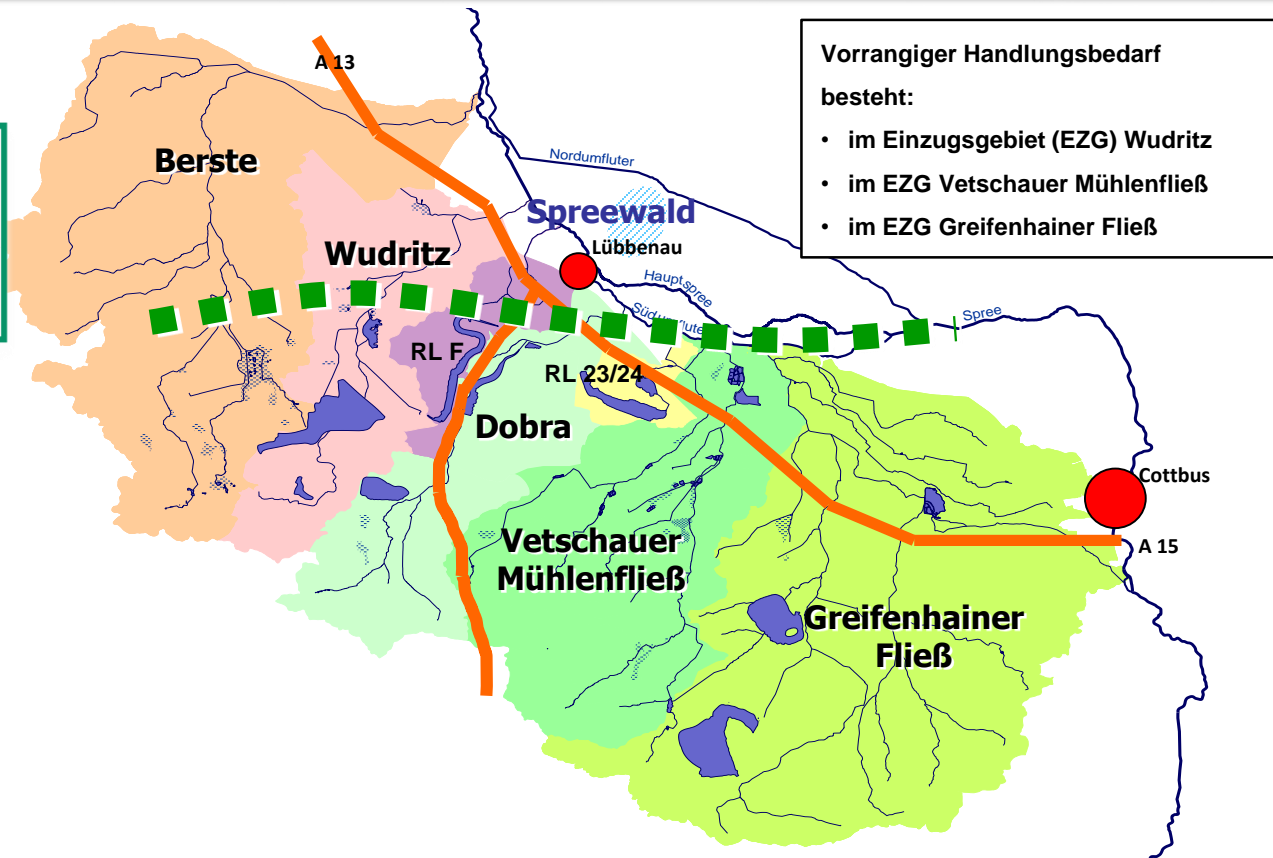 A 13
Vorrangiger Handlungsbedarf
besteht:
• im Einzugsgebiet (EZG) Wudritz
• im EZG Vetschauer Mühlenfließ
• im EZG Greifenhainer Fließ
Berste
Nordumfluter
Spreewald
Wudritz
Lübbenau
Hauptspree
Spree
RL F
RL 23/24
Dobra
Cottbus
Vetschauer
Mühlenfließ
A 15
Greifenhainer
Fließ